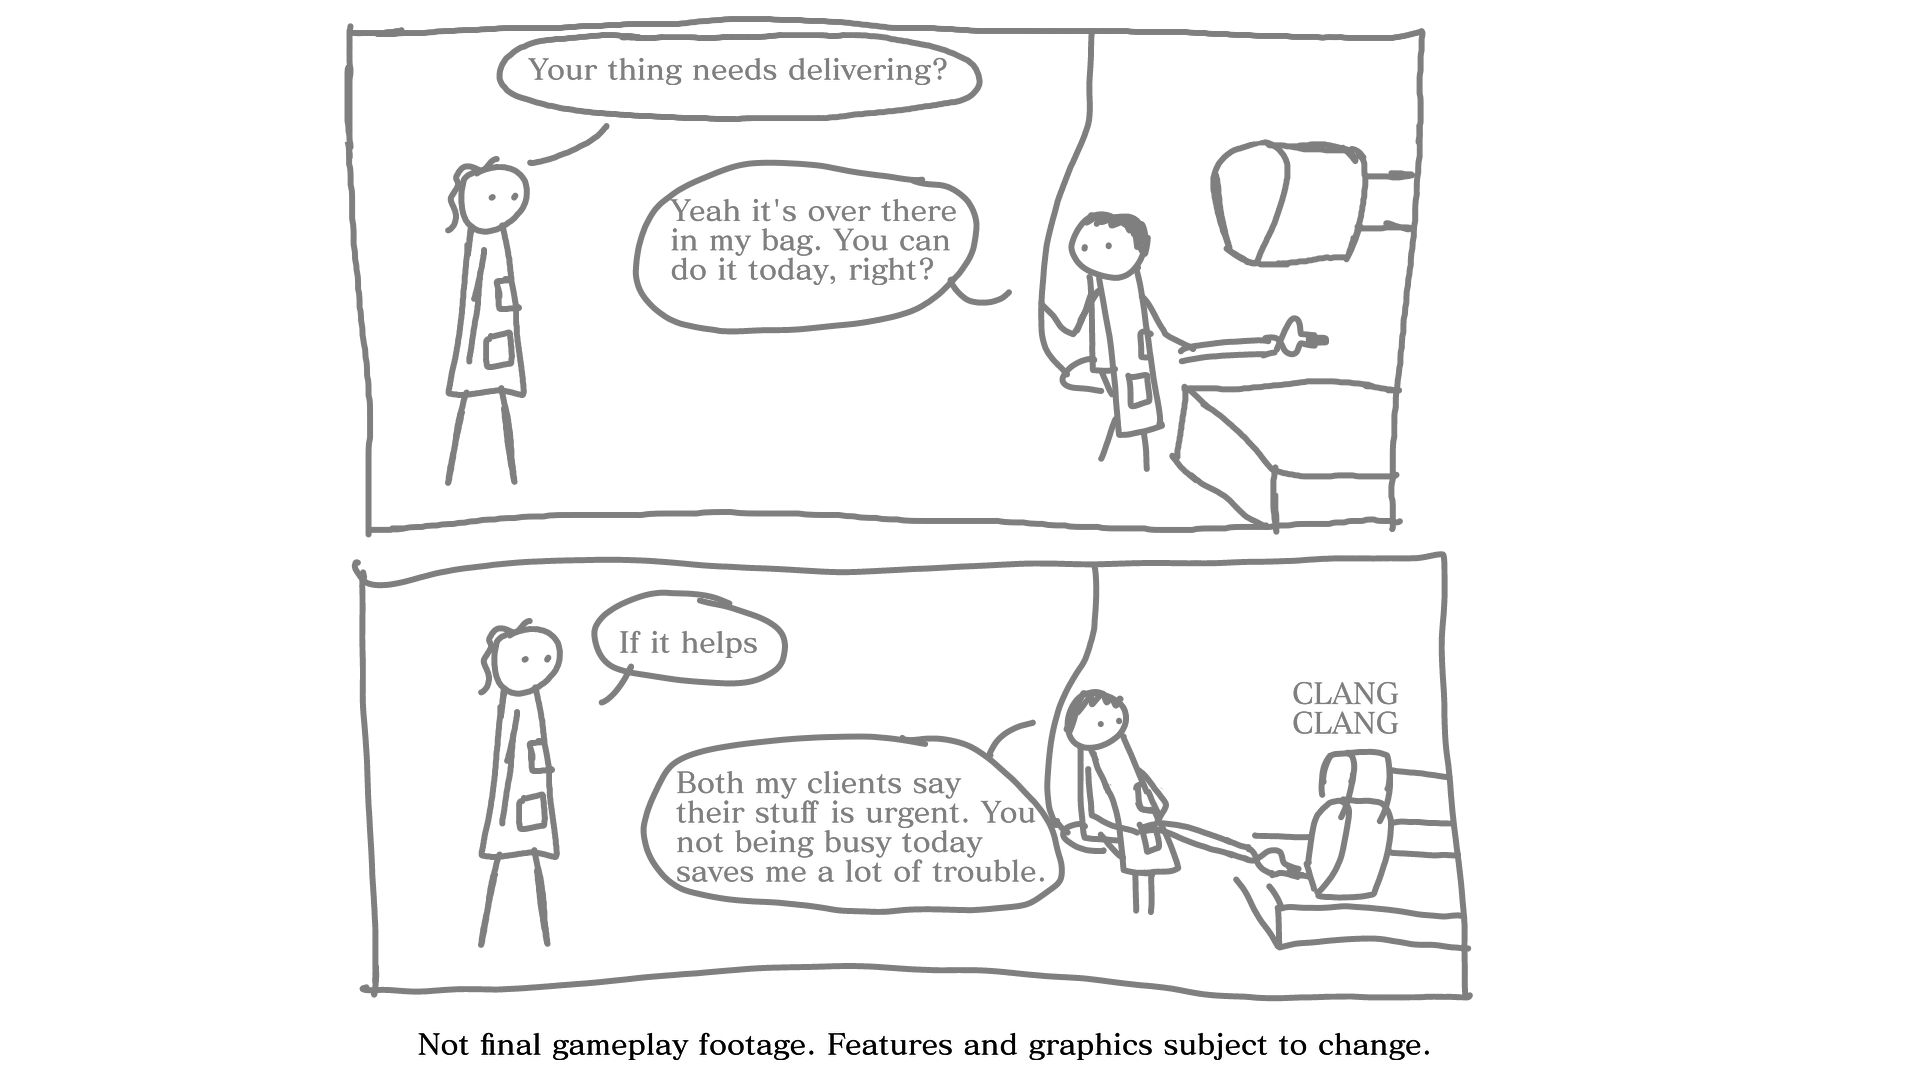 Your thing needs delivering?
Yeah it's over there
in my bag. You can
do it today, right?
If it helps
CLANG
CLANG
Both my clients say
their stuff is urgent. You
not being busy today
saves me a lot of trouble.
Not final gameplay footage. Features and graphics subject to change.